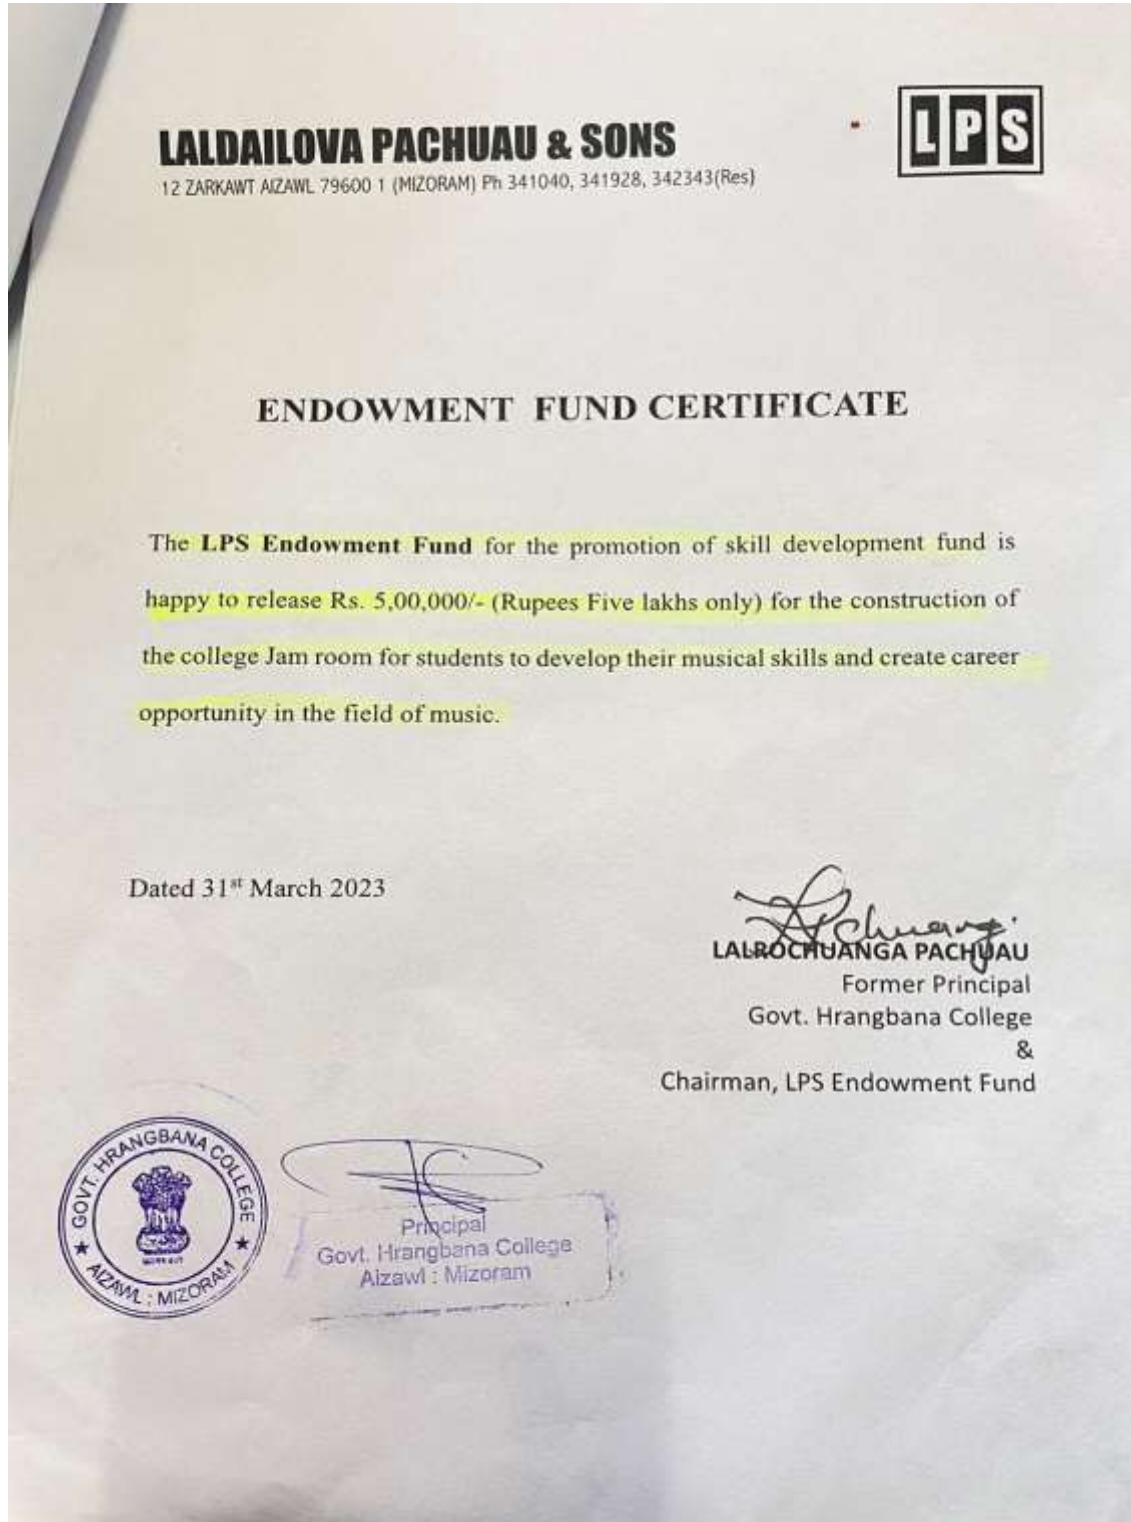 LALDAILOVA PACHUAU & SONS
12 ZARKAWT AIZAWL 79600 1 (MIZORAM) Ph 341040, 341928, 342343(Res)
LPS
ENDOWMENT FUND CERTIFICATE
The LPS Endowment Fund for the promotion of skill development fund is
happy to release Rs. 5,00,000/- (Rupees Five lakhs only) for the construction of
the college Jam room for students to develop their musical skills and create career
opportunity in the field of music.
Dated 31st March 2023
LALROCHUANGA PACHUAU
Former Principal
Govt. Hrangbana College
&
Chairman, LPS Endowment Fund
GOVT. HRANGBANA COLLEGE
AIZAWL : MIZORAM
Principal
Govt. Hrangbana College
Aizawl : Mizoram